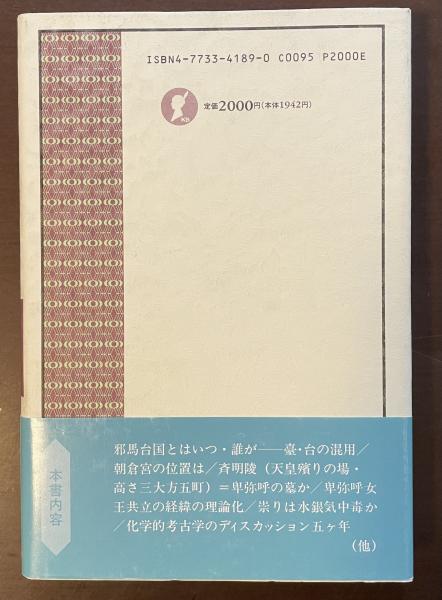 ISBN4-7733-4189-0 C0095 P2000E
KB
定価2000円(本体1942円)
本書内容
邪馬台国とはいつ・誰が――臺・台の混用／
朝倉宮の位置は／斉明陵（天皇殯りの場・
高さ三大方五町）＝卑弥呼の墓か／卑弥呼女
王共立の経緯の理論化／祟りは水銀気中毒か
／化学的考古学のディスカッション五ヶ年
（他）